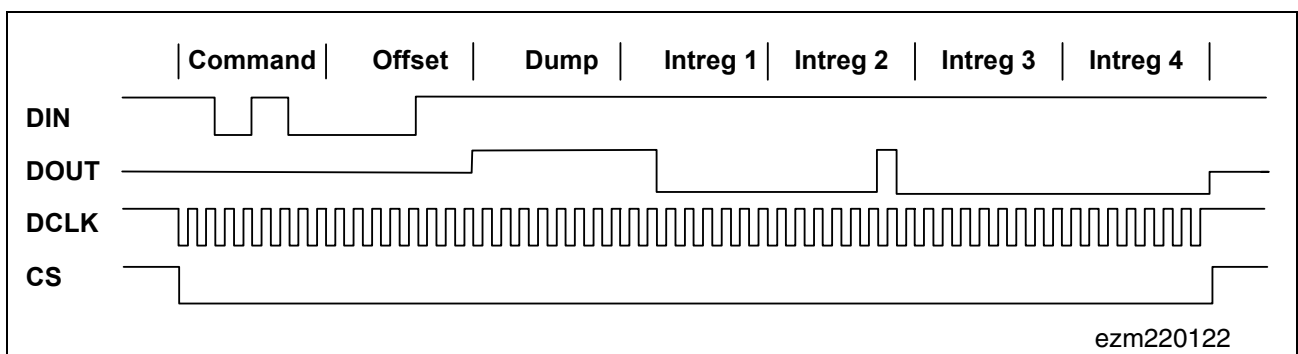 Command Offset Dump Intreg 1 Intreg 2 Intreg 3 Intreg 4
DIN
DOUT
DCLK
CS
ezm220122